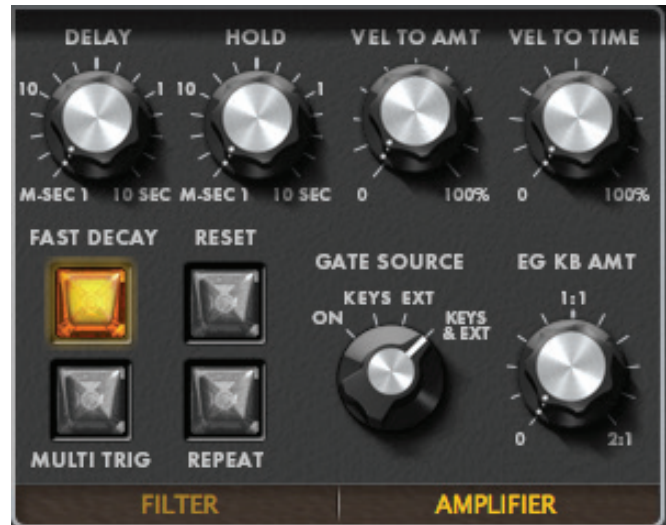 DELAY HOLD VEL TO AMT VEL TO TIME
10 1 10 1
M-SEC 1 10 SEC M-SEC 1 10 SEC 0 100% 0 100%
FAST DECAY RESET
GATE SOURCE EG KB AMT
ON KEYS EXT KEYS & EXT 1:1
0 2:1
MULTI TRIG REPEAT
FILTER AMPLIFIER